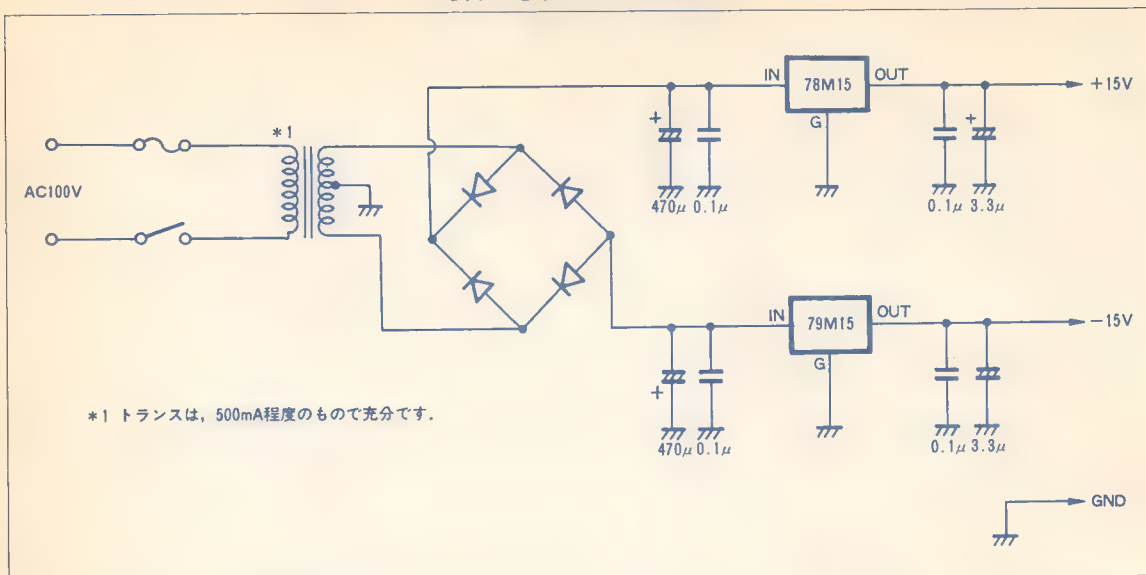 IN
78M15
OUT
+15V
G
+
470μ
0.1μ
+
0.1μ
3.3μ
*1
AC100V
IN
79M15
OUT
-15V
G
+
470μ
0.1μ
0.1μ
3.3μ
*1 トランスは，500mA程度のもので充分です．
GND